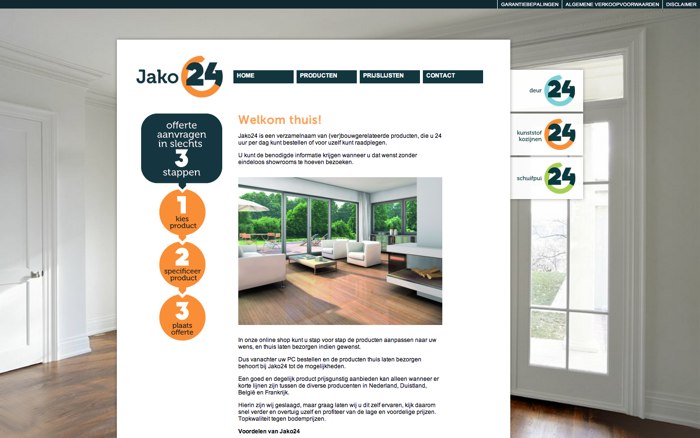 GARANTIEBEPALINGEN | ALGEMENE VERKOOPVOORWAARDEN | DISCLAIMER
Jako 24
HOME PRODUCTEN PRIJSLIJSTEN CONTACT
deur 24
kunststof
kozijnen 24
schuifpui 24
offerte
aanvragen
in slechts
3
stappen
1
kies
product
2
specificeer
product
3
plaats
offerte
Welkom thuis!
Jako24 is een verzamelnaam van (ver)bouwgerelateerde producten, die u 24
uur per dag kunt bestellen of voor uzelf kunt raadplegen.
U kunt de benodigde informatie krijgen wanneer u dat wenst zonder
eindeloos showrooms te hoeven bezoeken.
In onze online shop kunt u stap voor stap de producten aanpassen naar uw
wens, en thuis laten bezorgen indien gewenst.
Dus vanachter uw PC bestellen en de producten thuis laten bezorgen
behoort bij Jako24 tot de mogelijkheden.
Een goed en degelijk product prijsgunstig aanbieden kan alleen wanneer er
korte lijnen zijn tussen de diverse producenten in Nederland, Duistland,
België en Frankrijk.
Hierin zijn wij geslaagd, maar graag laten wij u dit zelf ervaren, kijk daarom
snel verder en overtuig uzelf en profiteer van de lage en voordelige prijzen.
Topkwaliteit tegen bodemprijzen.
Voordelen van Jako24